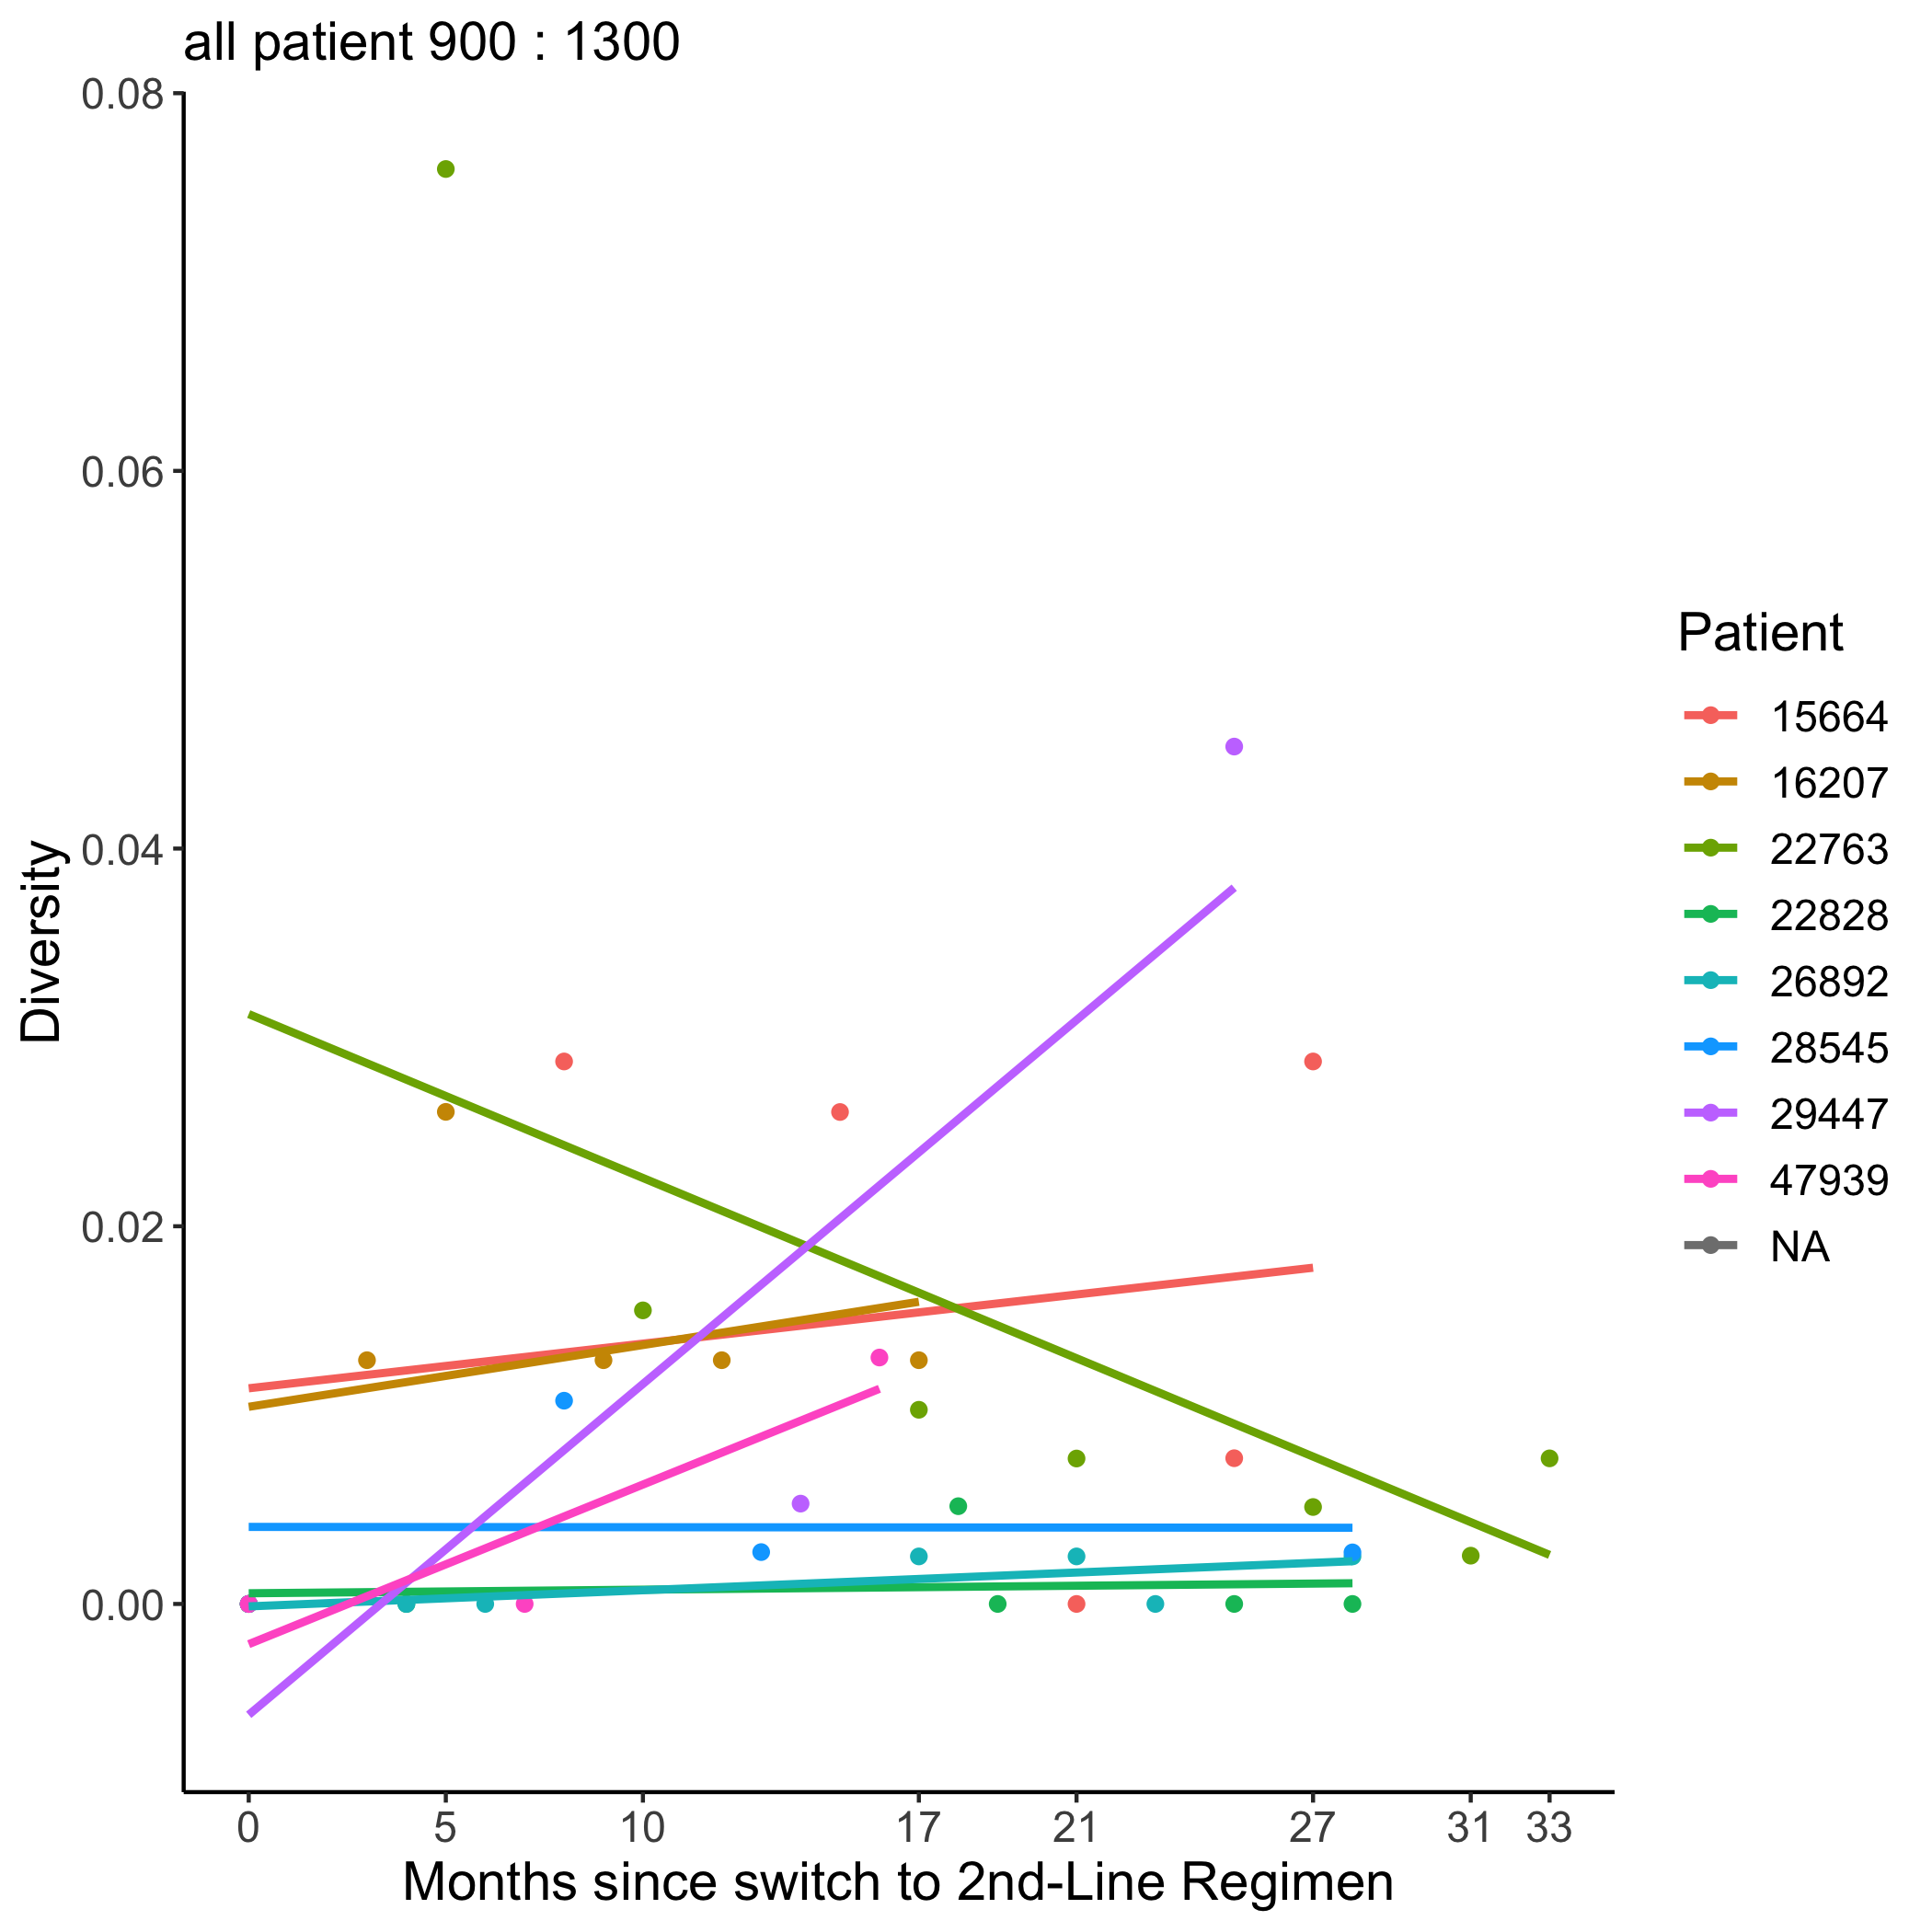 all patient 900 : 1300
0.08
0.06
0.04
0.02
0.00
Diversity
0 5 10 17 21 27 31 33
Months since switch to 2nd-Line Regimen
Patient
15664
16207
22763
22828
26892
28545
29447
47939
NA